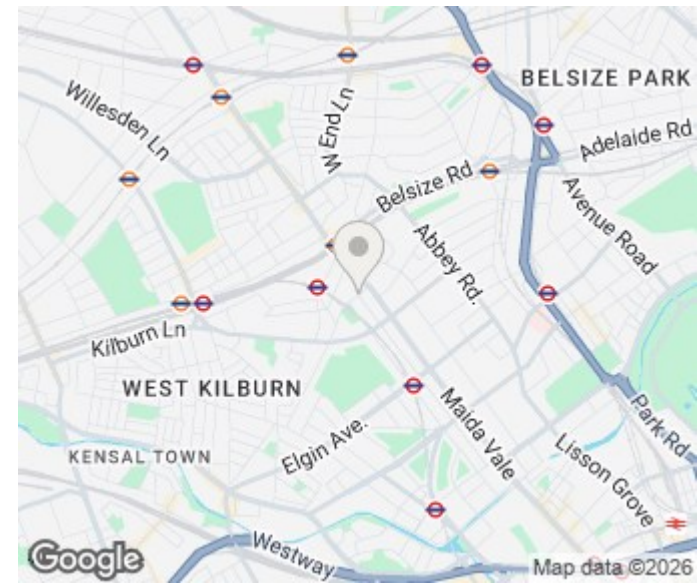 BELSIZE PARK
Willesden Ln
W End Ln
Adelaide Rd
Belsize Rd
Avenue Road
Abbey Rd.
Kilburn Ln
WEST KILBURN
Maida Vale
Park Rd
Elgin Ave.
Lisson Grove
KENSAL TOWN
Westway
Google
Map data ©2026